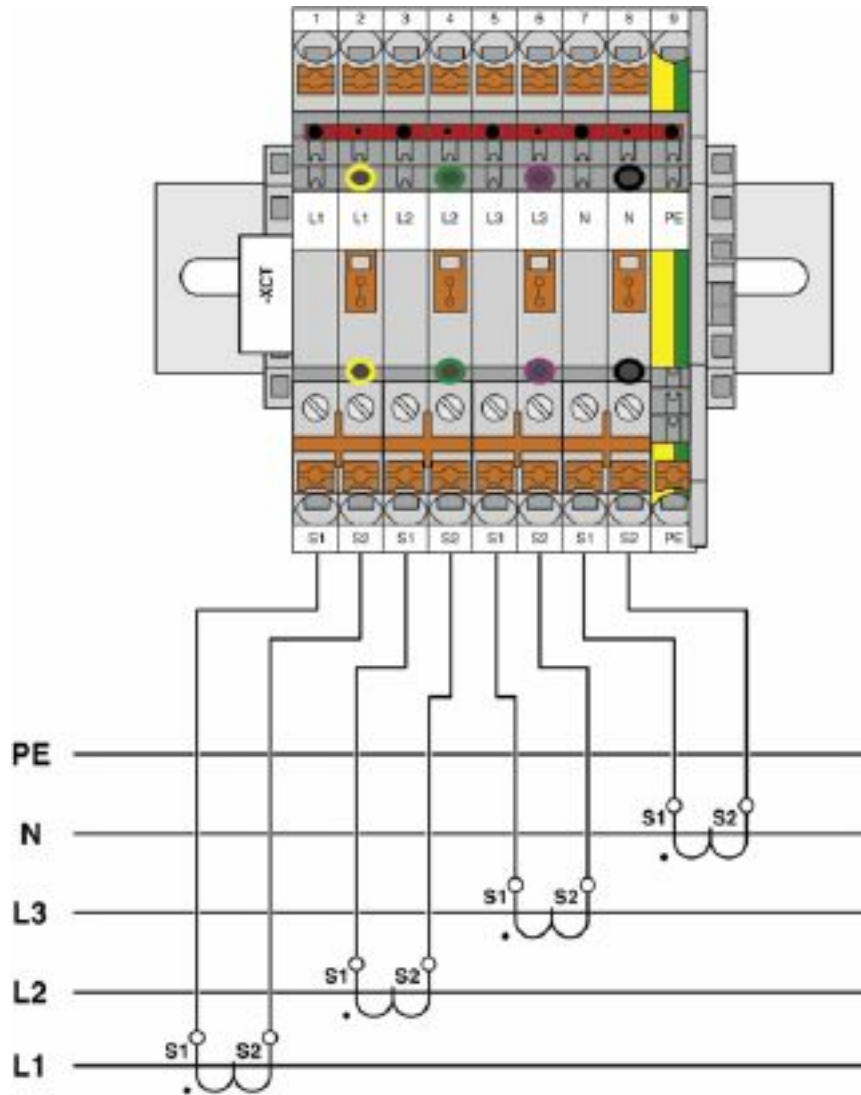 1 2 3 4 5 6 7 8 9
L1 L1 L2 L2 L3 L3 N N PE
-XCT
S1 S2 S1 S2 S1 S2 S1 S2 PE
PE
S1 S2
N
S1 S2
L3
S1 S2
L2
S1 S2
L1